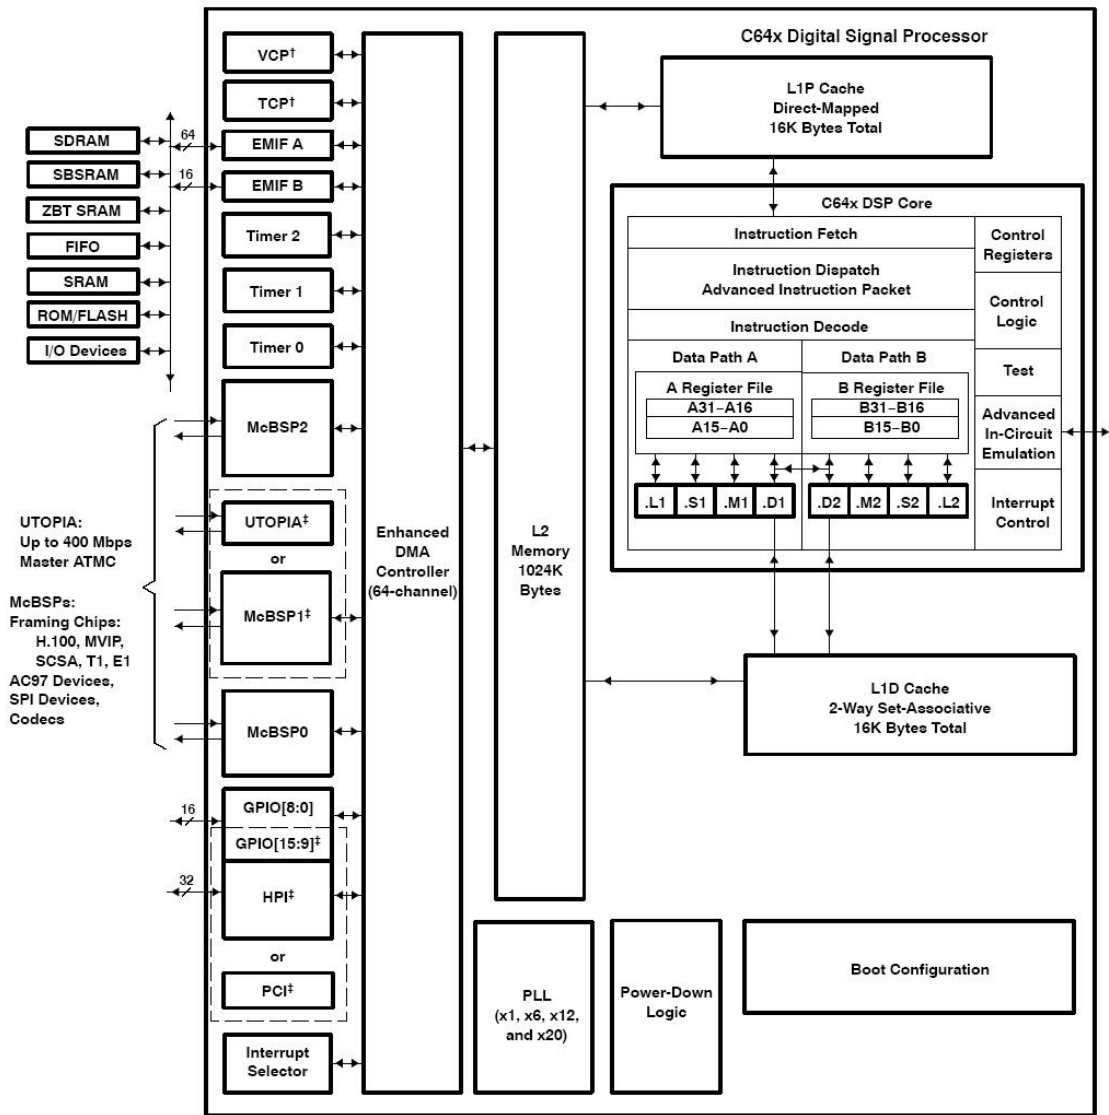 C64x Digital Signal Processor
VCP†
TCP†
EMIF A
EMIF B
Timer 2
Timer 1
Timer 0
64
16
SDRAM
SBSRAM
ZBT SRAM
FIFO
SRAM
ROM/FLASH
I/O Devices
McBSP2
UTOPIA‡
or
McBSP1‡
McBSP0
UTOPIA:
Up to 400 Mbps
Master ATMC
McBSPs:
Framing Chips:
H.100, MVIP,
SCSA, T1, E1
AC97 Devices,
SPI Devices,
Codecs
16
GPIO[8:0]
GPIO[15:9]‡
32
HPI‡
or
PCI‡
Interrupt
Selector
Enhanced
DMA
Controller
(64-channel)
L2
Memory
1024K
Bytes
L1P Cache
Direct-Mapped
16K Bytes Total
C64x DSP Core
Instruction Fetch
Instruction Dispatch
Advanced Instruction Packet
Instruction Decode
Data Path A
Data Path B
A Register File
A31–A16
A15–A0
B Register File
B31–B16
B15–B0
.L1
.S1
.M1
.D1
.D2
.M2
.S2
.L2
Control
Registers
Control
Logic
Test
Advanced
In-Circuit
Emulation
Interrupt
Control
L1D Cache
2-Way Set-Associative
16K Bytes Total
PLL
(x1, x6, x12,
and x20)
Power-Down
Logic
Boot Configuration